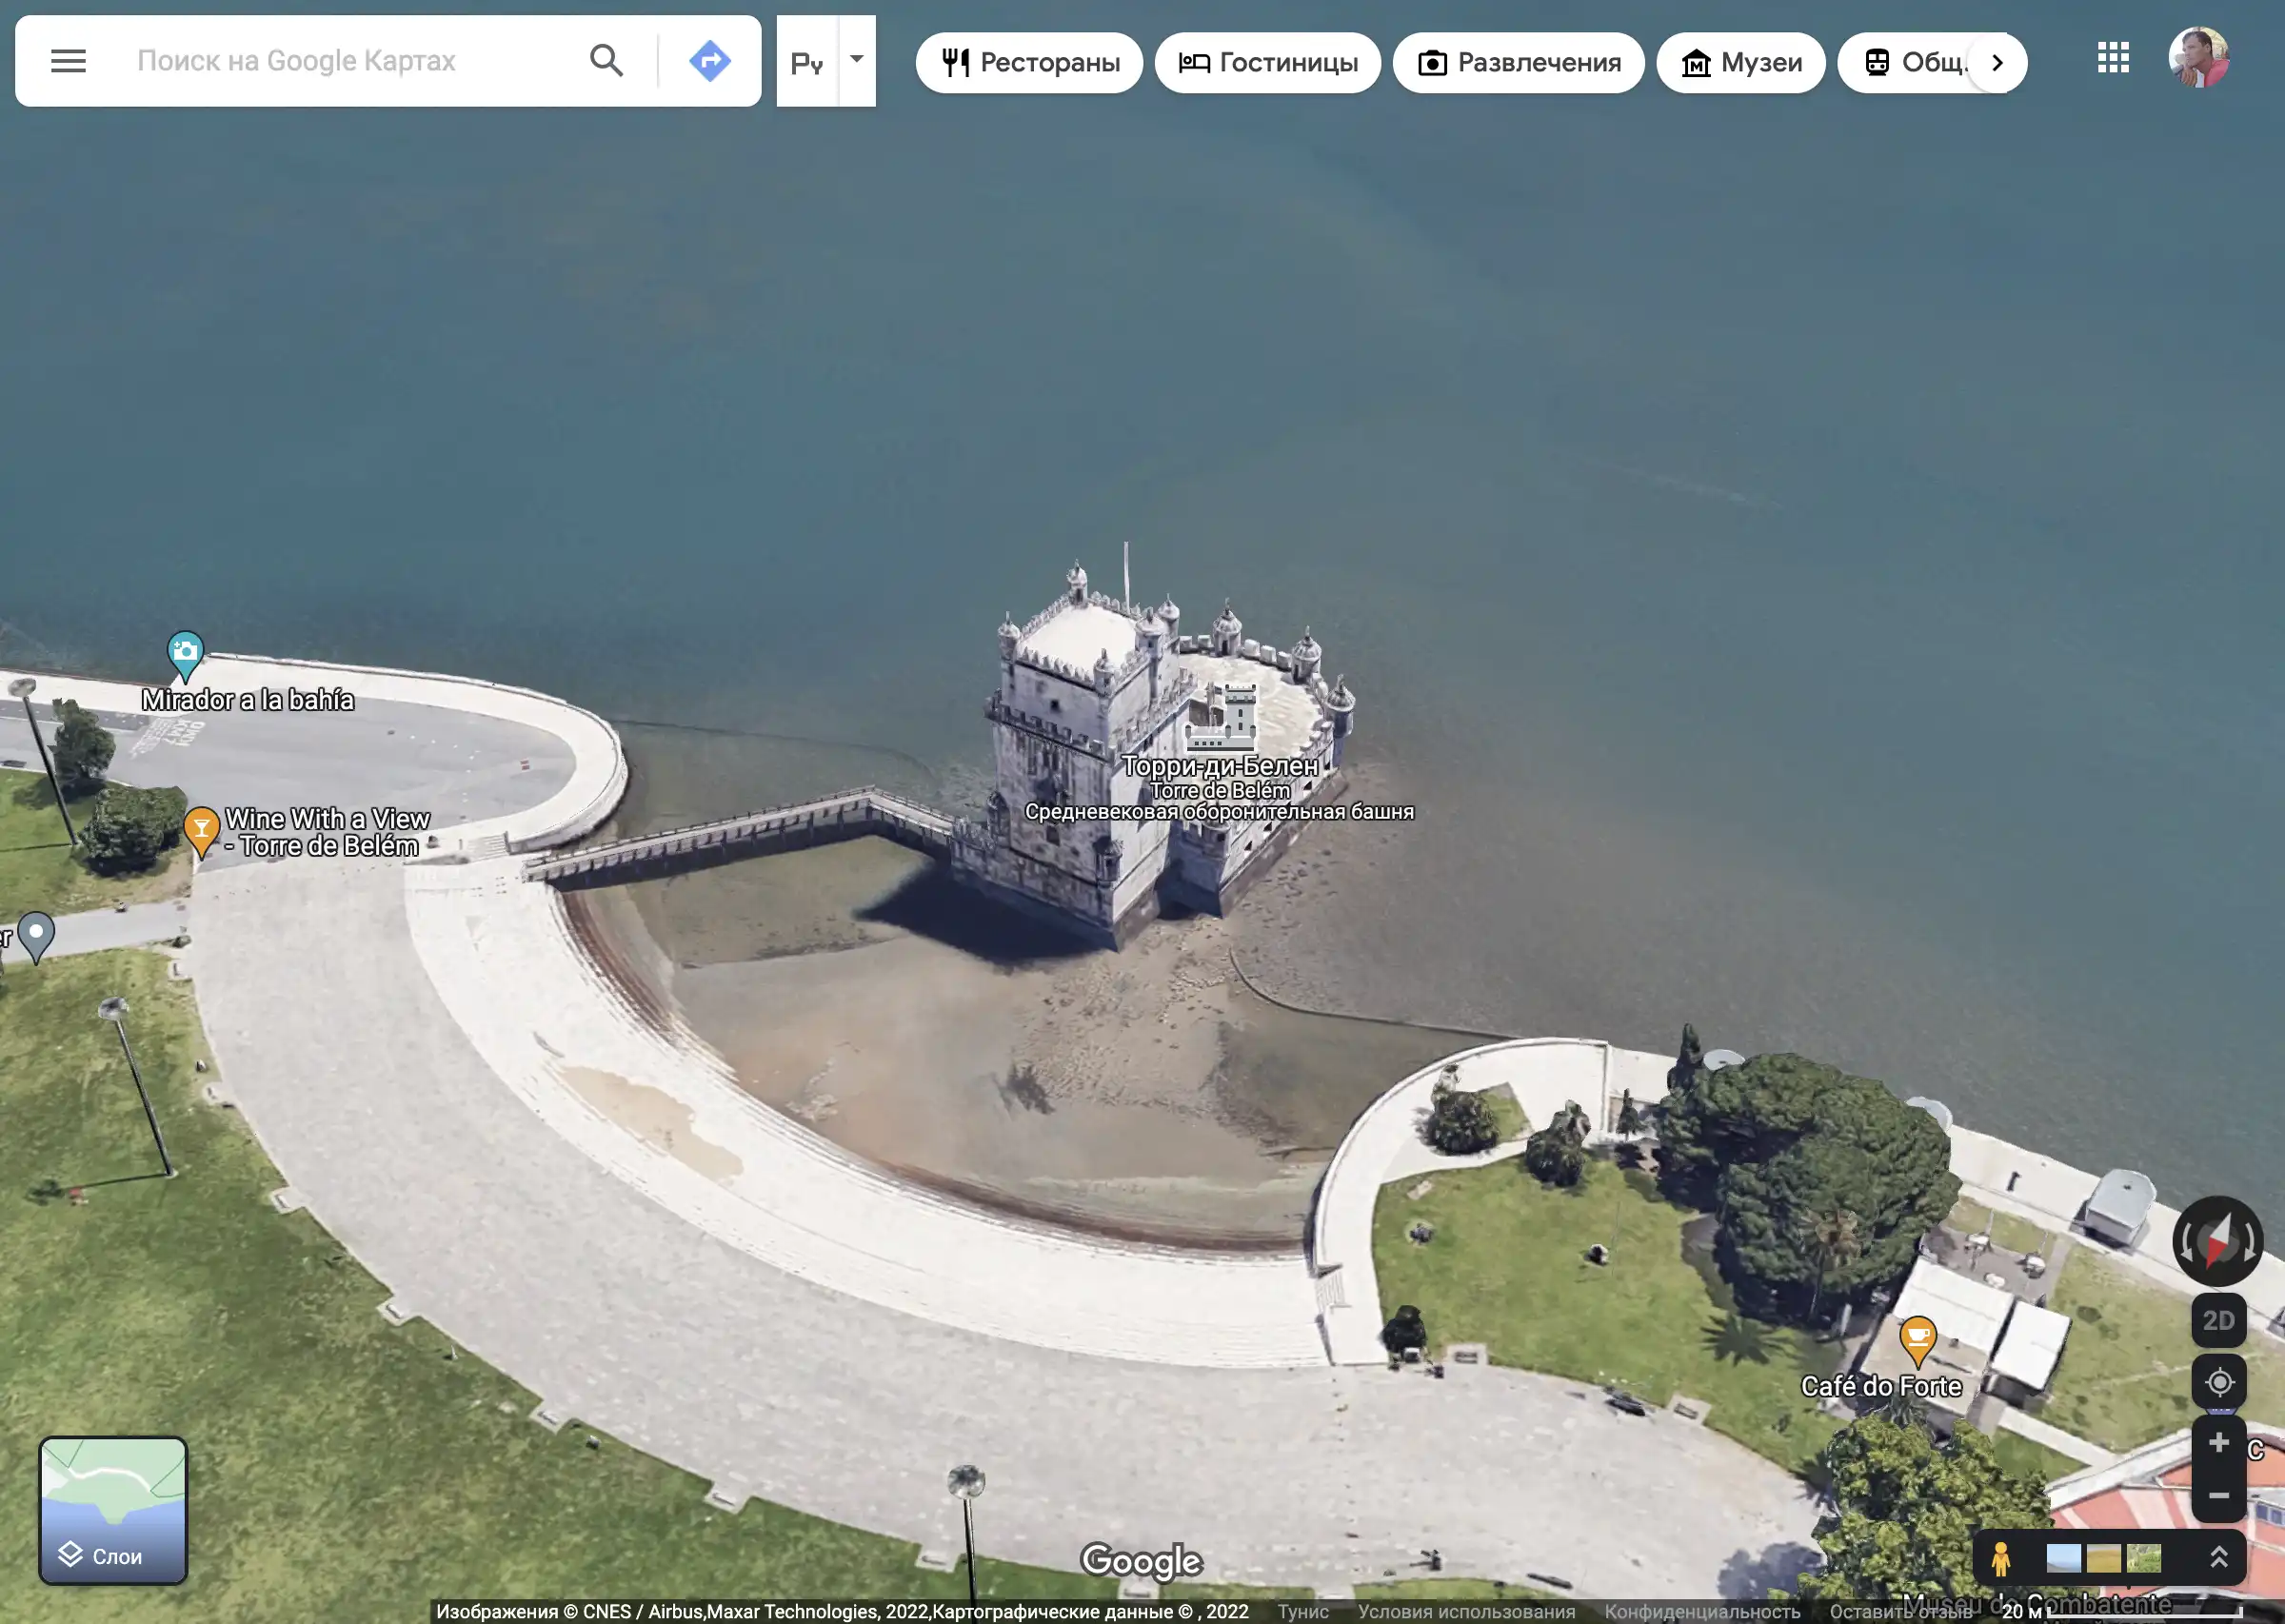 Поиск на Google Картах
Ру
Рестораны
Гостиницы
Развлечения
Музеи
Общ.
Mirador a la bahía
Wine With a View
- Torre de Belém
Торри-ди-Белен
Torre de Belém
Средневековая оборонительная башня
er
Café do Forte
2D
C
Слои
Google
Museu do Combatente
Изображения © CNES / Airbus,Maxar Technologies, 2022,Картографические данные © , 2022 Тунис Условия использования Конфиденциальность Оставить отзыв 20 м